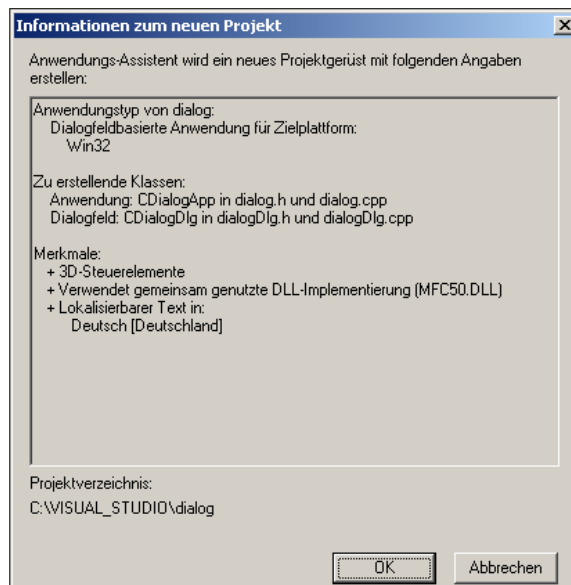 Informationen zum neuen Projekt
Anwendungs-Assistent wird ein neues Projektgerüst mit folgenden Angaben
erstellen:
Anwendungstyp von dialog:
Dialogfeldbasierte Anwendung für Zielplattform:
Win32
Zu erstellende Klassen:
Anwendung: CDialogApp in dialog.h und dialog.cpp
Dialogfeld: CDialogDlg in dialogDlg.h und dialogDlg.cpp
Merkmale:
+ 3D-Steuerelemente
+ Verwendet gemeinsam genutzte DLL-Implementierung (MFC50.DLL)
+ Lokalisierbarer Text in:
Deutsch [Deutschland]
Projektverzeichnis:
C:\VISUAL_STUDIO\dialog
OK Abbrechen